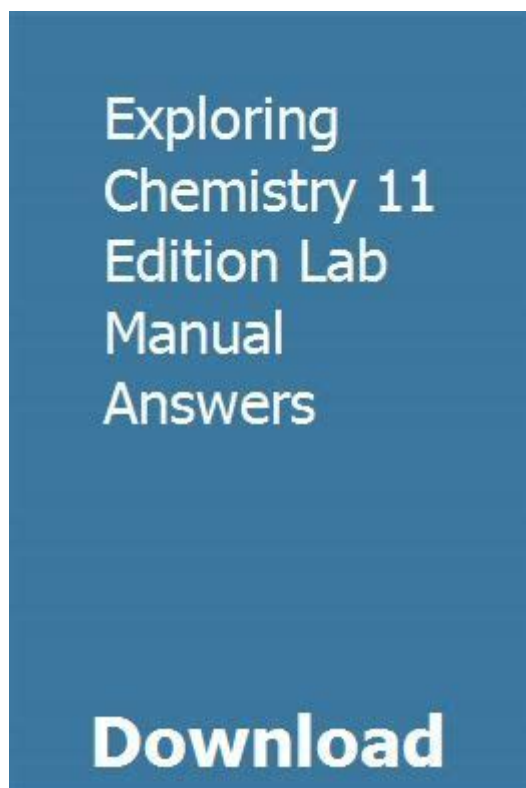 Exploring
Chemistry 11
Edition Lab
Manual
Answers
Download